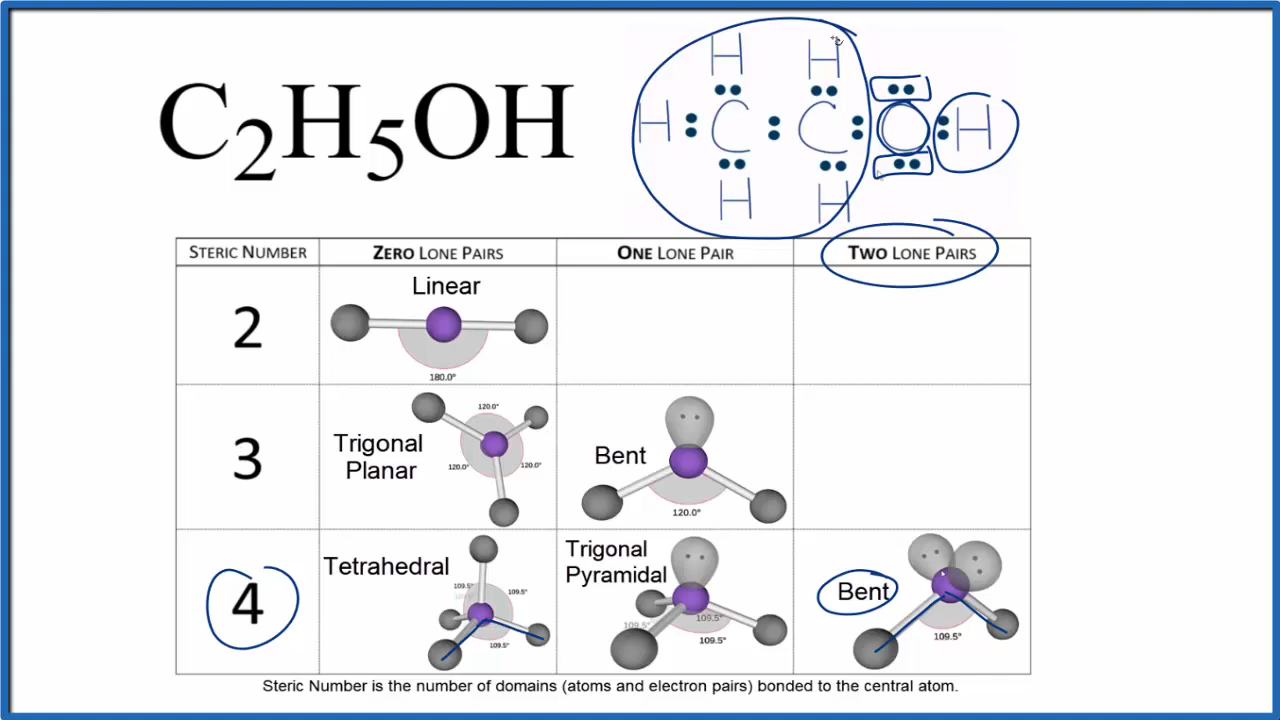 C2H5OH
H H
H C C O H
H H
STERIC NUMBER ZERO LONE PAIRS ONE LONE PAIR TWO LONE PAIRS
Linear
2
180.0°
120.0°
Trigonal
Planar
3
120.0° 120.0°
Bent
120.0°
Tetrahedral
4
109.5° 109.5°
109.5°
Trigonal
Pyramidal
109.5° 109.5°
109.5°
Bent
109.5°
Steric Number is the number of domains (atoms and electron pairs) bonded to the central atom.